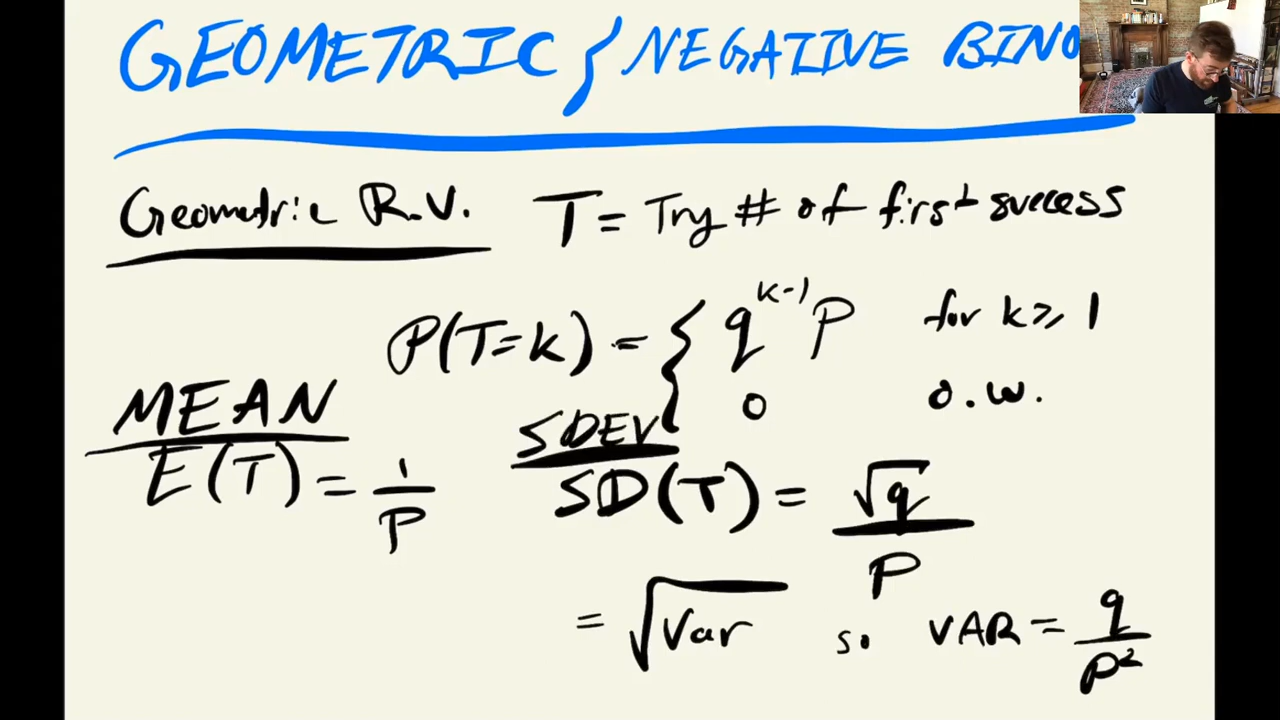 GEOMETRIC } NEGATIVE BINO
Geometric R.V. T = Try # of first success
P(T=k) = { q^{k-1} P for k ≥ 1
0 o.w.
MEAN
E(T) = 1/P
SDEV
SD(T) = √q/P
= √Var so VAR = q/P²